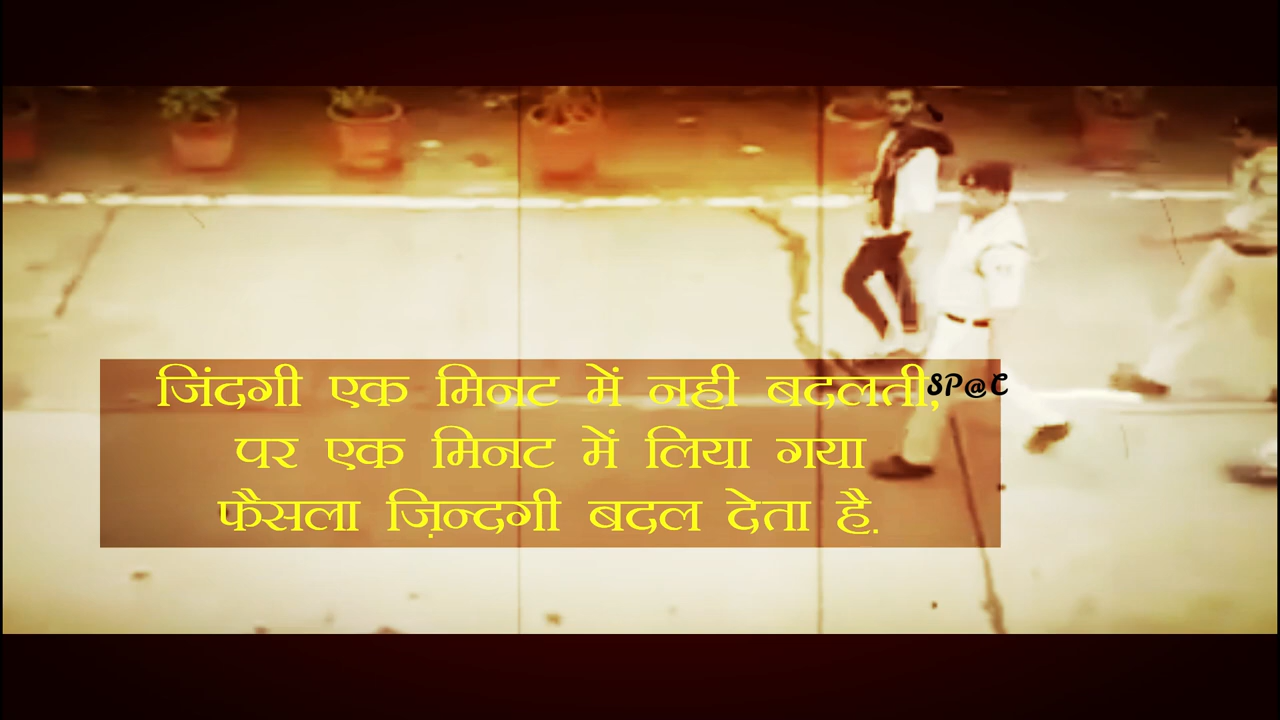 जिंदगी एक मिनट में नही बदलती,
SP@C
पर एक मिनट में लिया गया
फैसला ज़िन्दगी बदल देता है.